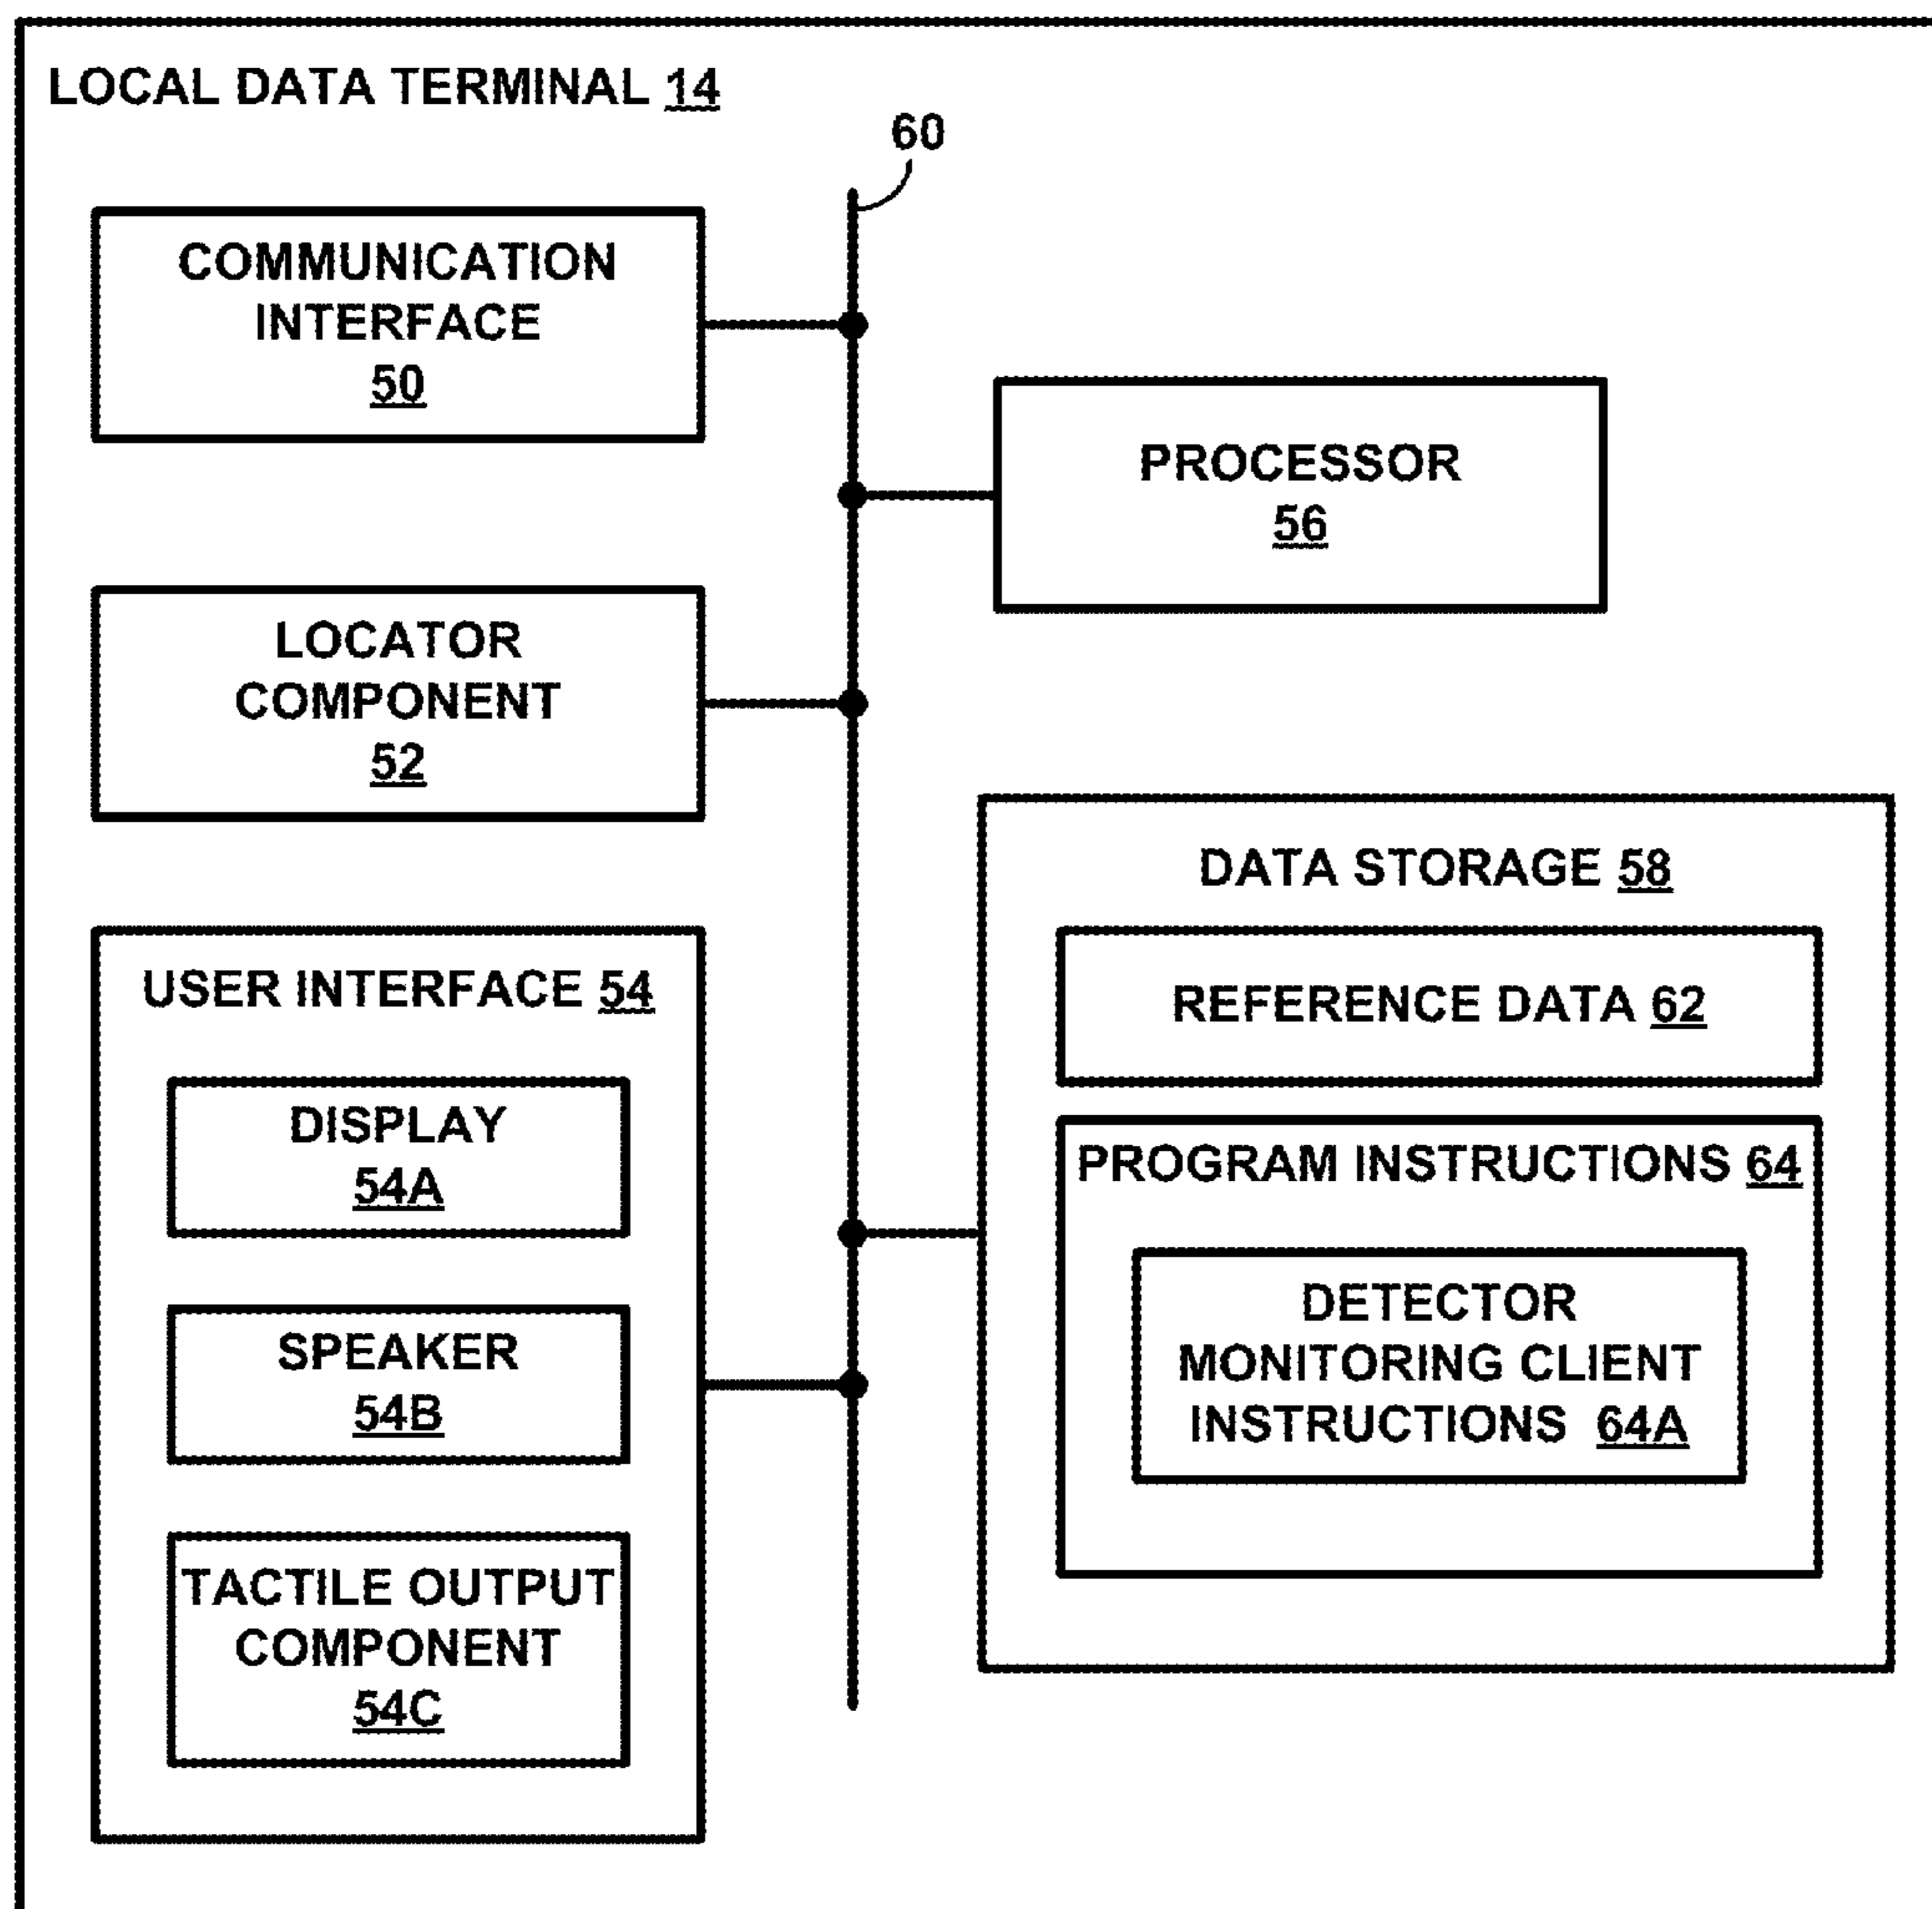 LOCAL DATA TERMINAL 14
60
COMMUNICATION
INTERFACE
50
PROCESSOR
56
LOCATOR
COMPONENT
52
DATA STORAGE 58
REFERENCE DATA 62
PROGRAM INSTRUCTIONS 64
DETECTOR
MONITORING CLIENT
INSTRUCTIONS 64A
USER INTERFACE 54
DISPLAY
54A
SPEAKER
54B
TACTILE OUTPUT
COMPONENT
54C